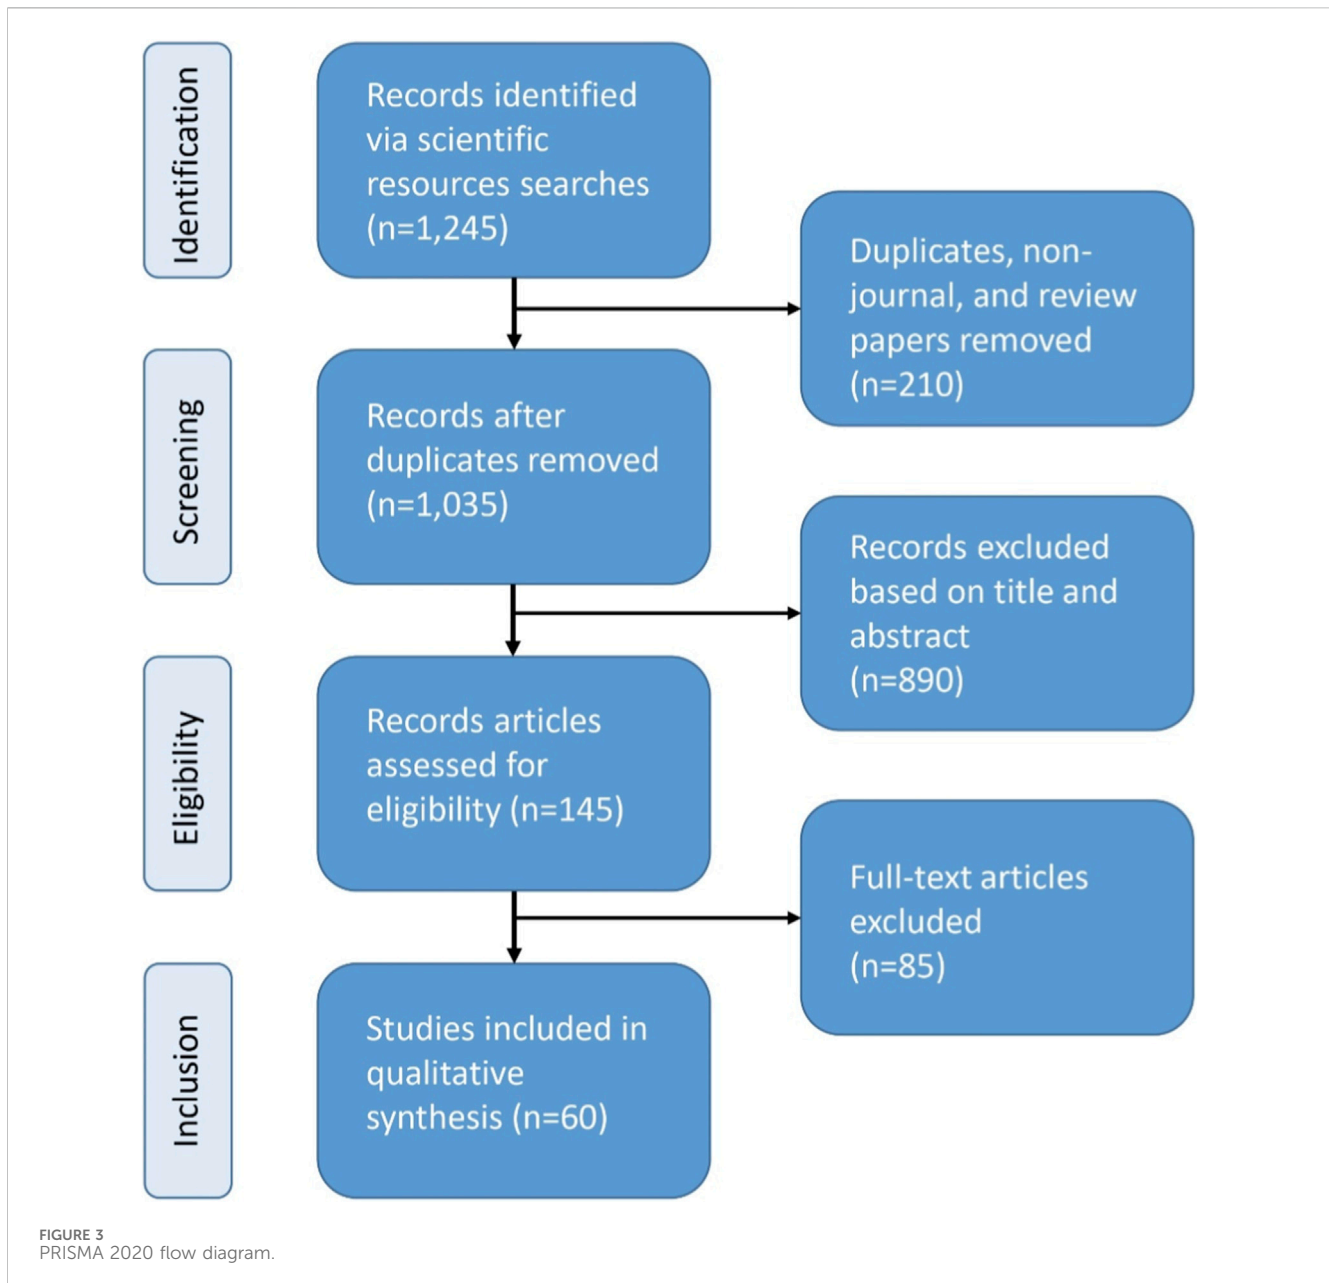 Identification
Records identified
via scientific
resources searches
(n=1,245)
Duplicates, non-
journal, and review
papers removed
(n=210)
Screening
Records after
duplicates removed
(n=1,035)
Records excluded
based on title and
abstract
(n=890)
Eligibility
Records articles
assessed for
eligibility (n=145)
Full-text articles
excluded
(n=85)
Inclusion
Studies included in
qualitative
synthesis (n=60)
FIGURE 3
PRISMA 2020 flow diagram.